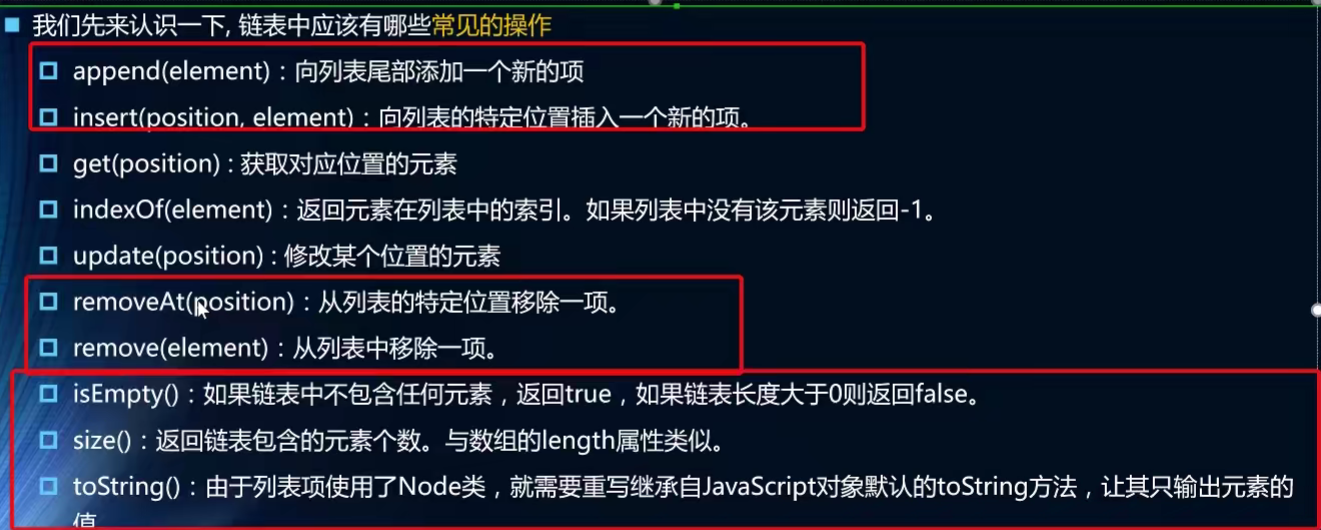 我们先来认识一下, 链表中应该有哪些常见的操作
append(element)：向列表尾部添加一个新的项
insert(position, element)：向列表的特定位置插入一个新的项。
get(position) : 获取对应位置的元素
indexOf(element)：返回元素在列表中的索引。如果列表中没有该元素则返回-1。
update(position) : 修改某个位置的元素
removeAt(position)：从列表的特定位置移除一项。
remove(element)：从列表中移除一项。
isEmpty()：如果链表中不包含任何元素，返回true，如果链表长度大于0则返回false。
size()：返回链表包含的元素个数。与数组的length属性类似。
toString()：由于列表项使用了Node类，就需要重写继承自JavaScript对象默认的toString方法，让其只输出元素的
值